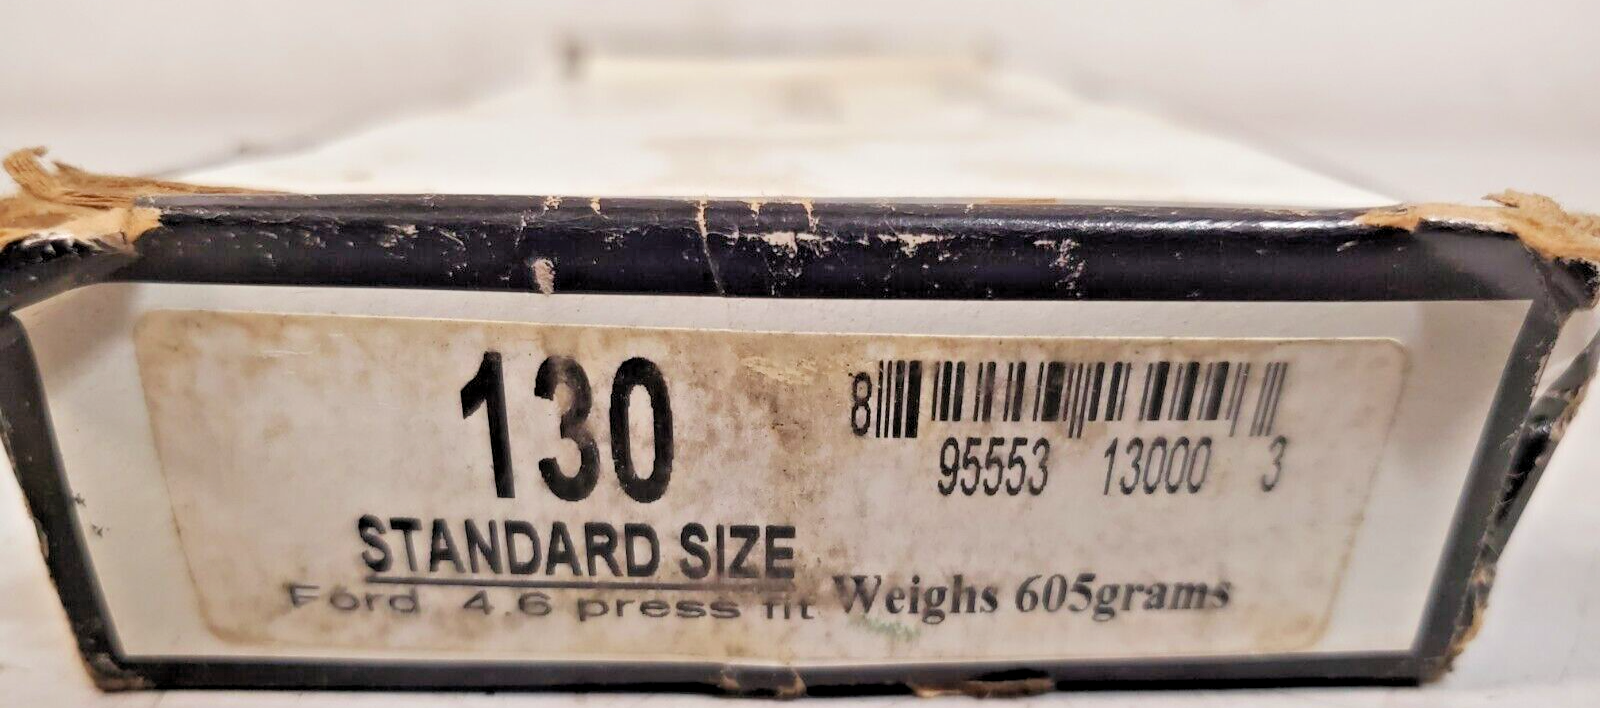 130
STANDARD SIZE
Ford 4.6 press fit Weighs 605grams
8 95553 13000 3